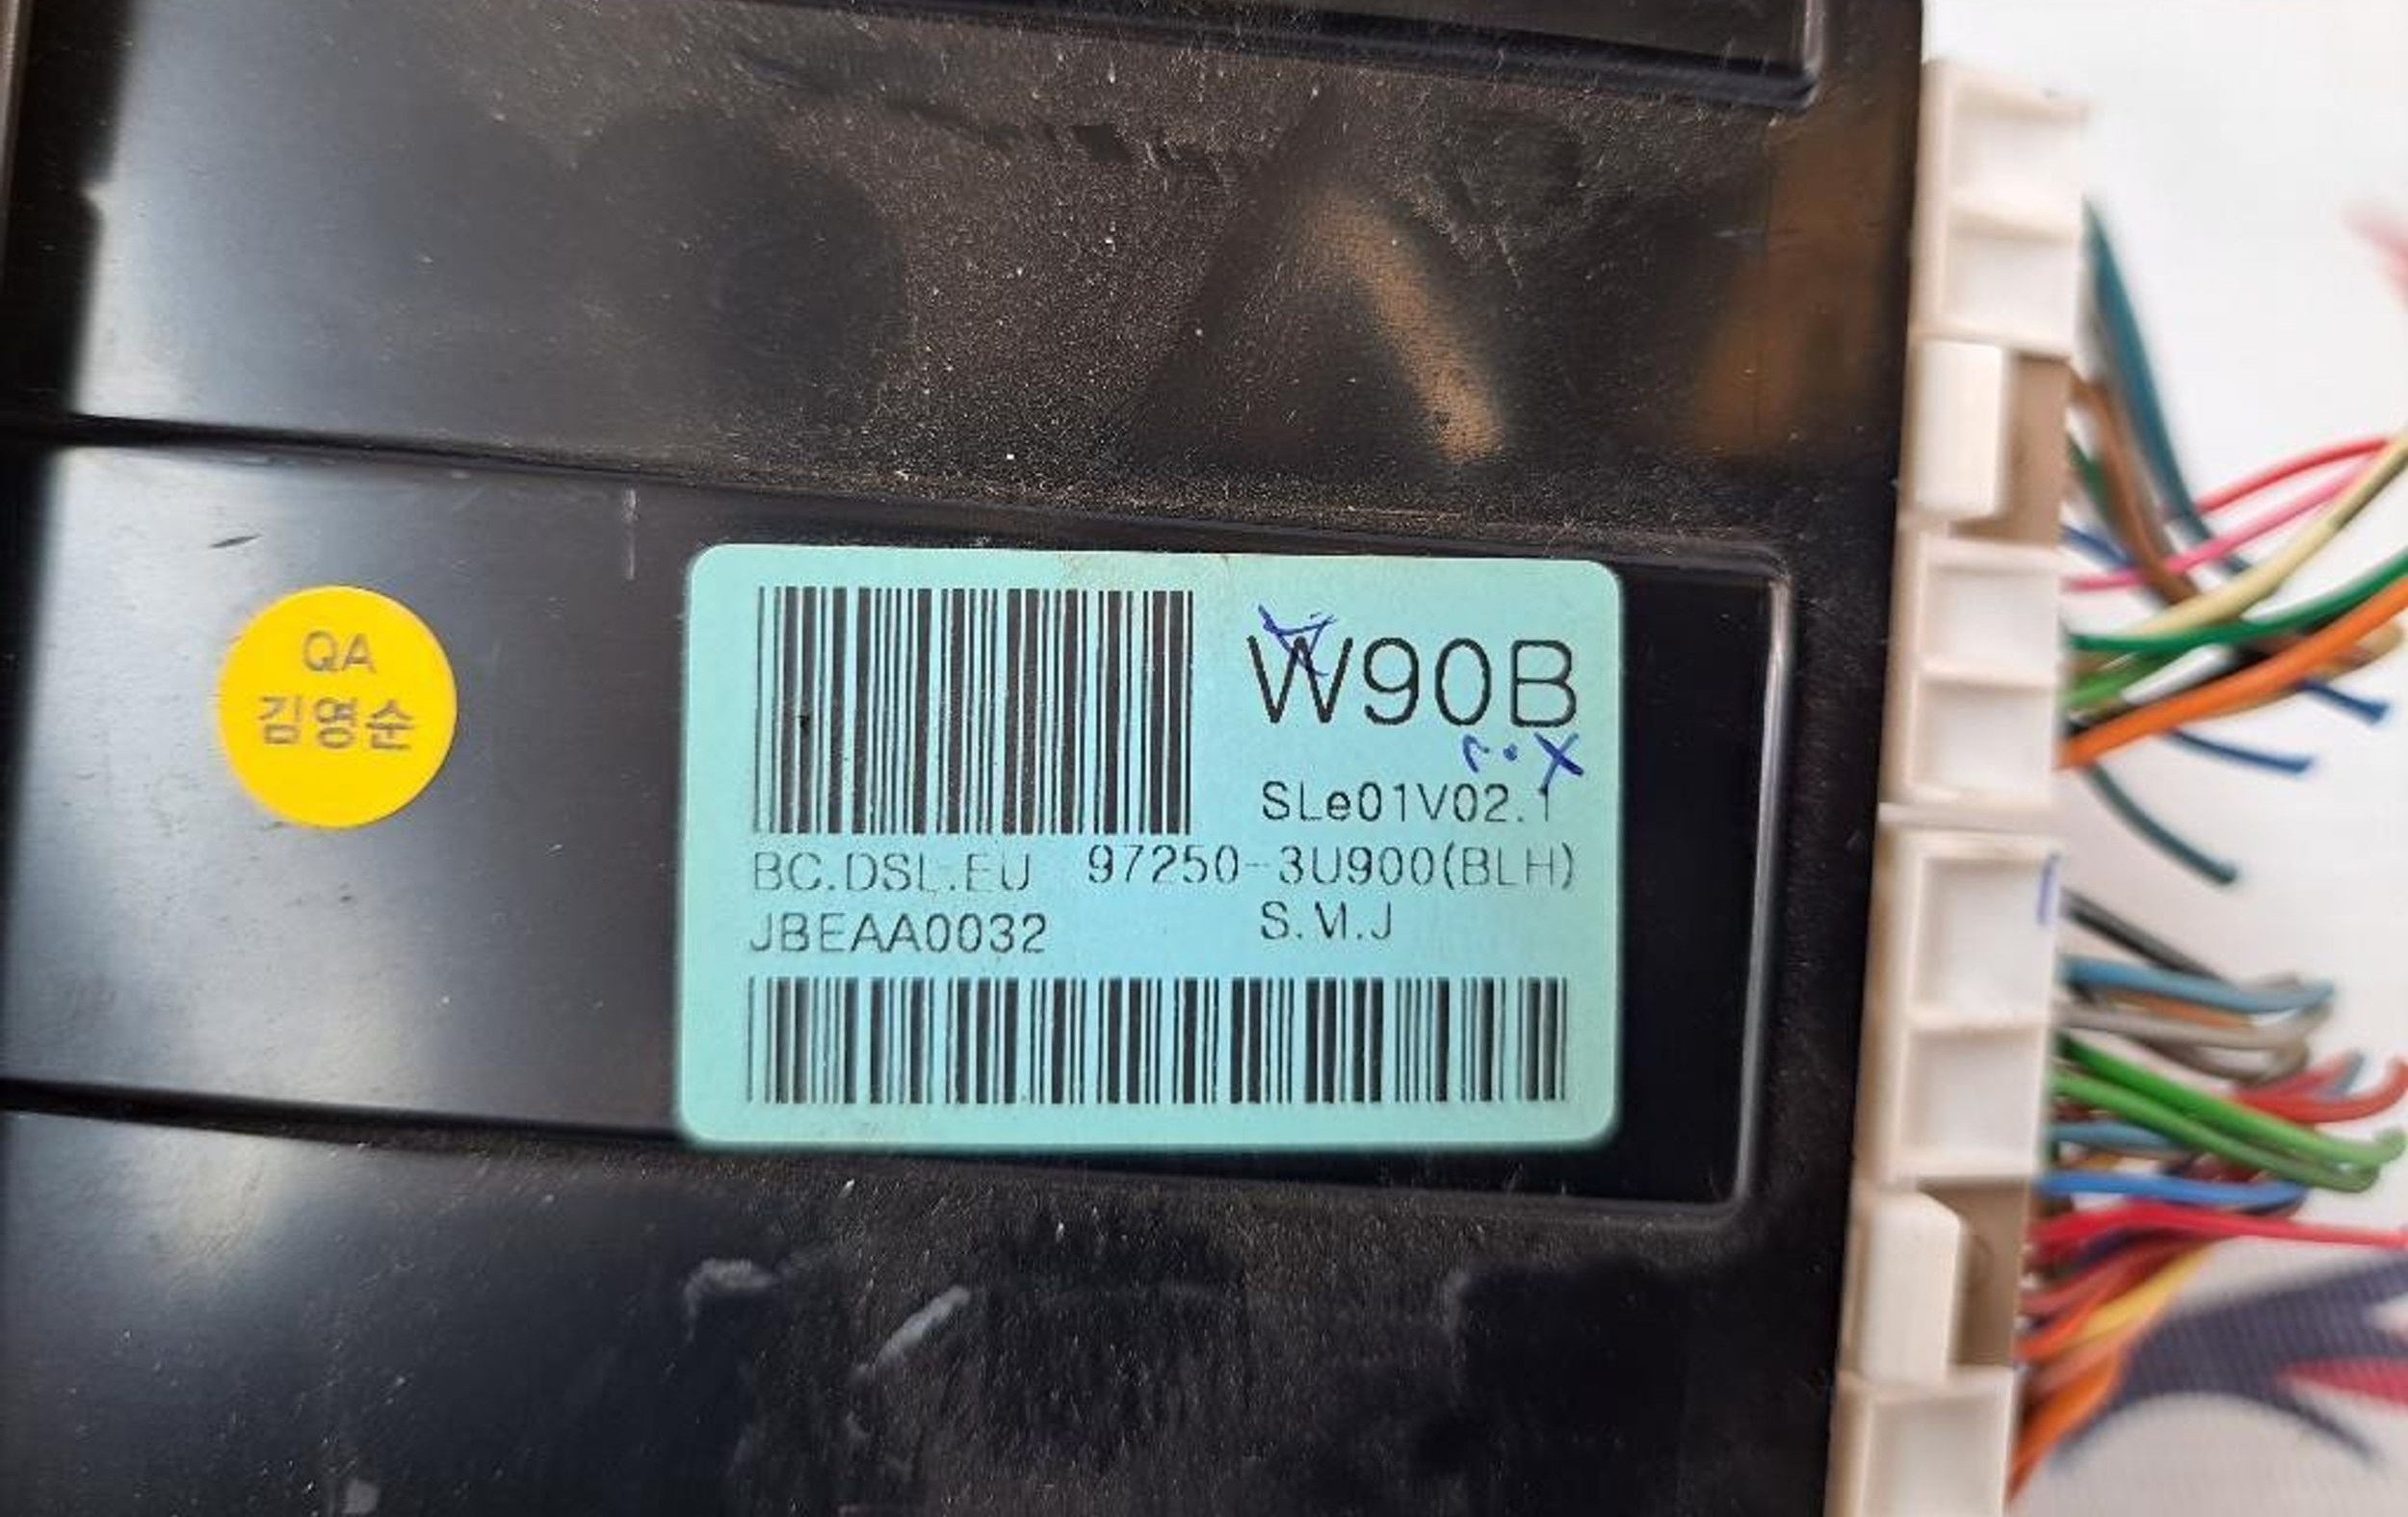 QA
김영순
W90B
SLe01V02.1
BC.DSL.EU 97250-3U900(BLH)
JBEAA0032 S.M.J